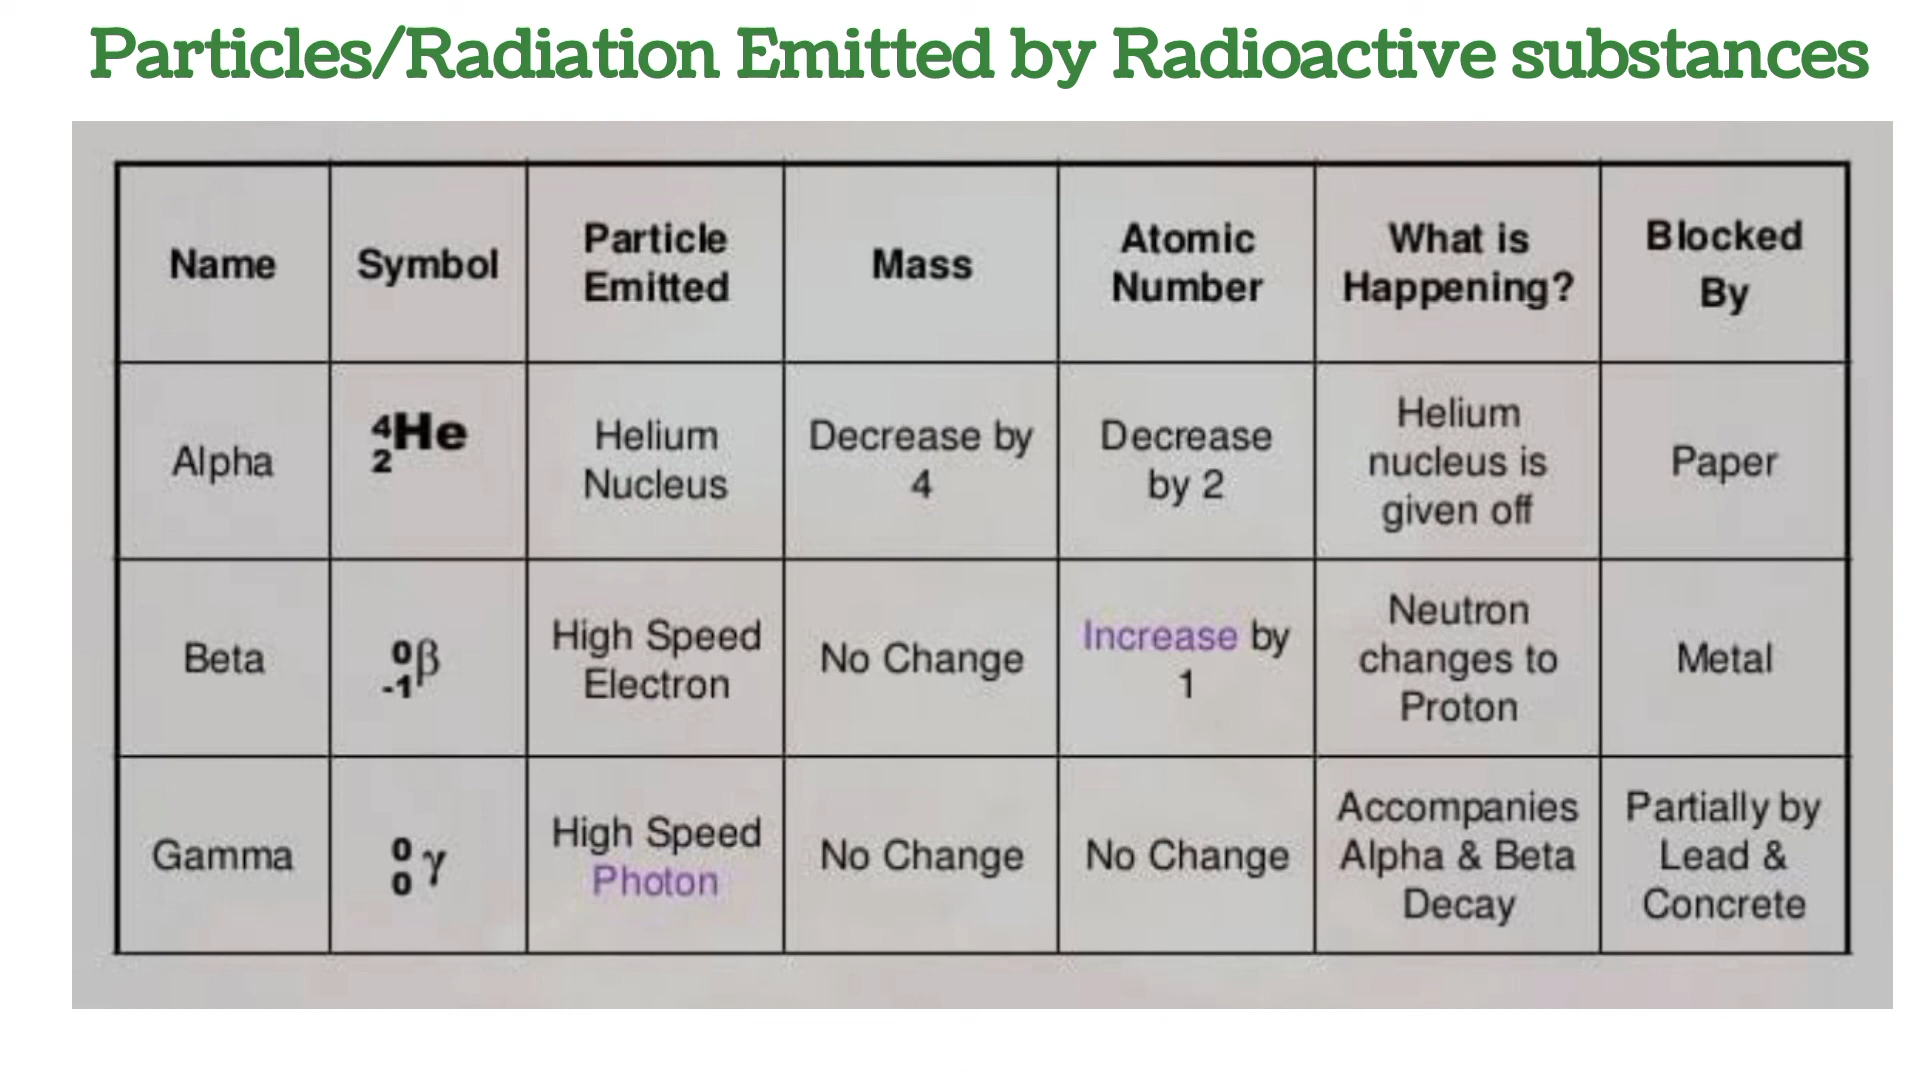 Particles/Radiation Emitted by Radioactive substances
Name
Symbol
Particle
Emitted
Mass
Atomic
Number
What is
Happening?
Blocked
By
Alpha
4
2He
Helium
Nucleus
Decrease by
4
Decrease
by 2
Helium
nucleus is
given off
Paper
Beta
0
-1β
High Speed
Electron
No Change
Increase by
1
Neutron
changes to
Proton
Metal
Gamma
0
0γ
High Speed
Photon
No Change
No Change
Accompanies
Alpha & Beta
Decay
Partially by
Lead &
Concrete